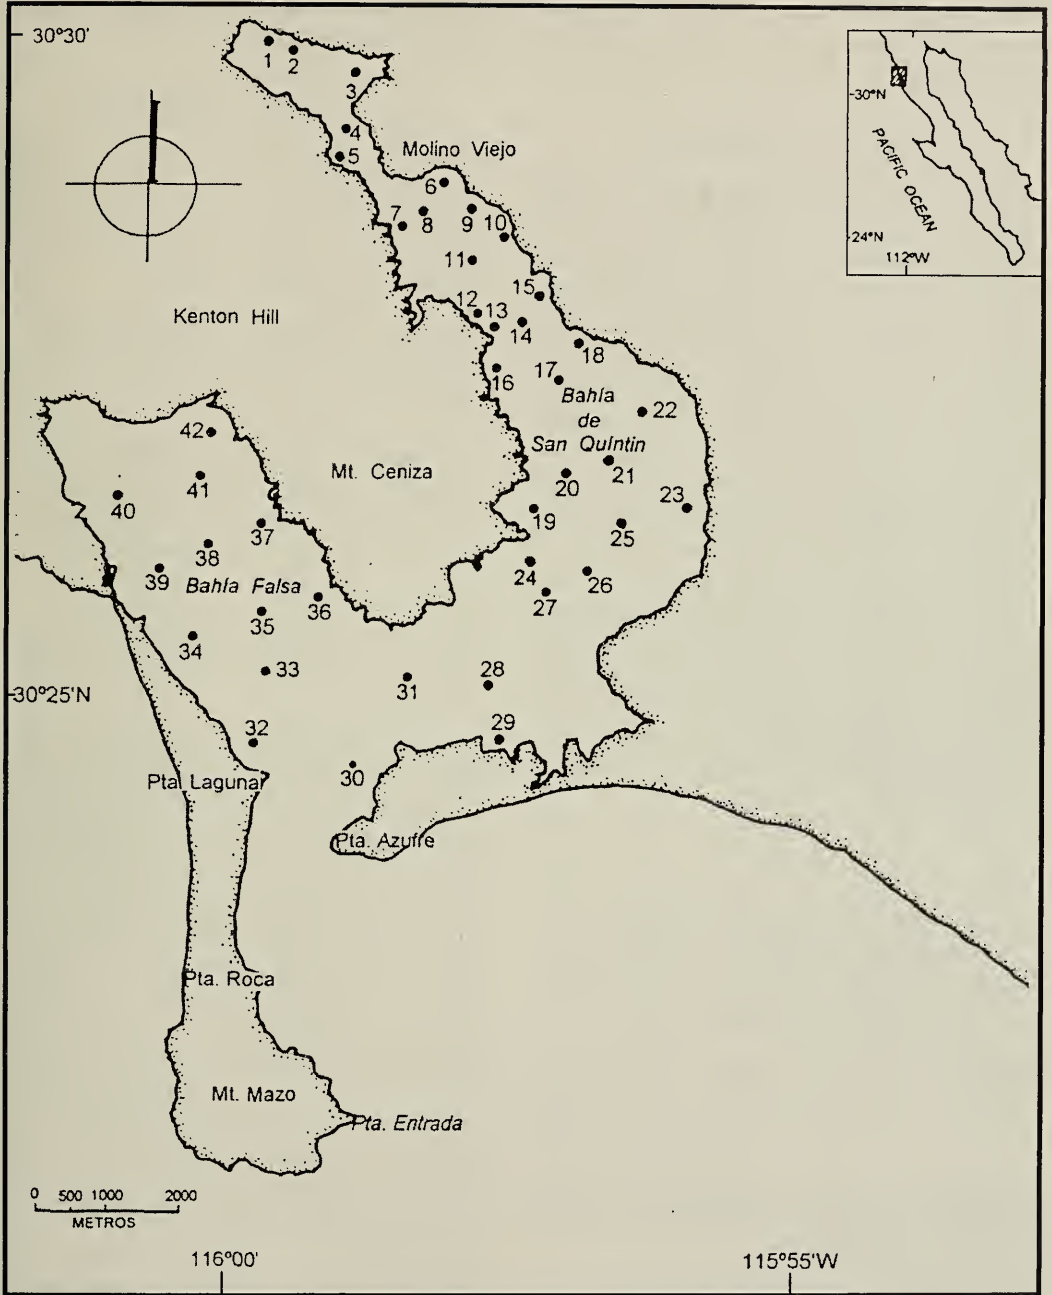 30°30'
1
2
3
30°N
4
5
Molino Viejo
PACIFIC OCEAN
6
7
8
9
10
24°N
112°W
11
15
Kenton Hill
12
13
14
18
16
17
Bahía
de
San Quintín
22
42
Mt. Ceniza
21
20
41
40
23
19
37
25
38
24
26
39
Bahía Falsa
27
36
35
34
33
31
28
30°25'N
32
29
30
Pta. Laguna
Pta. Azufre
Pta. Roca
Mt. Mazo
Pta. Entrada
0 500 1000 2000
METROS
116°00'
115°55'W